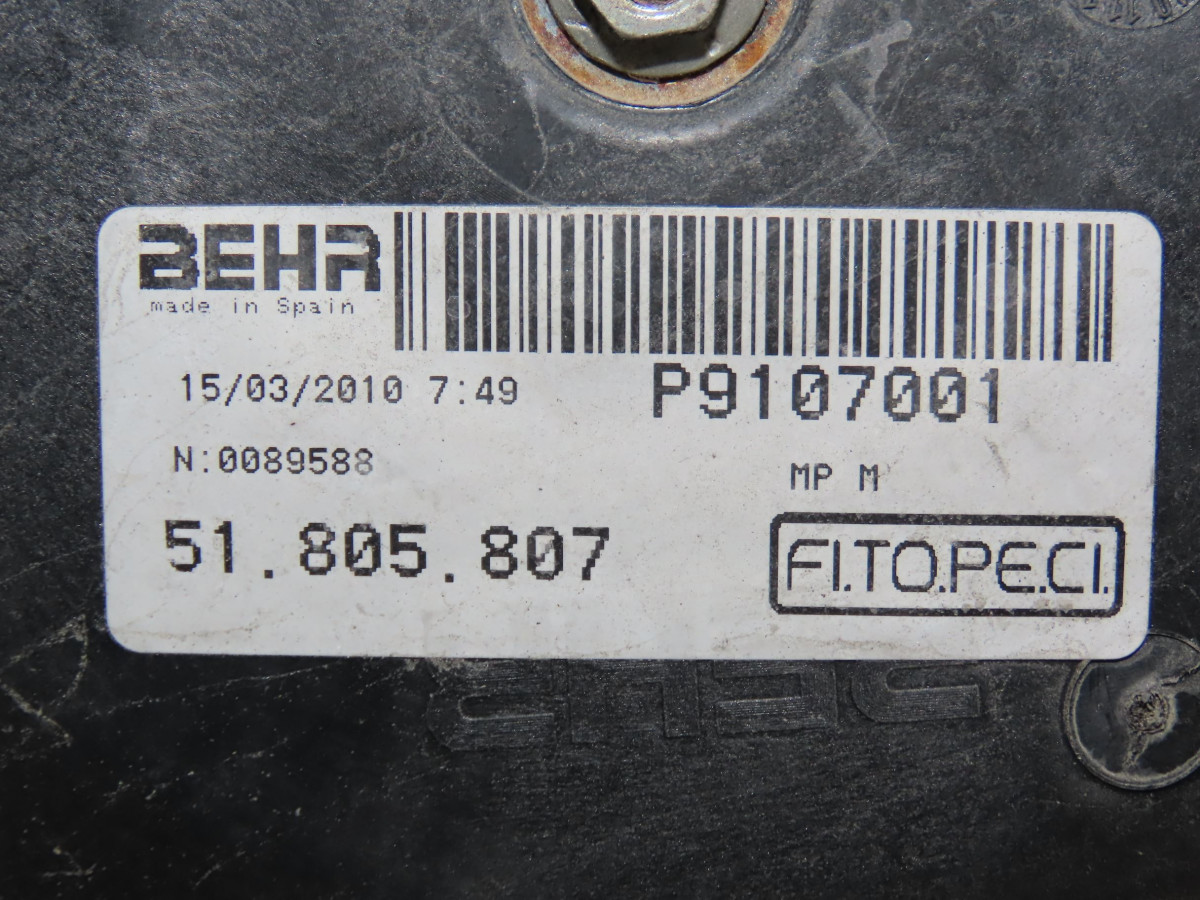 BEHR
made in Spain
15/03/2010 7:49
P9107001
N:0089588
MP M
51.805.807
FI.TO.PE.CI.